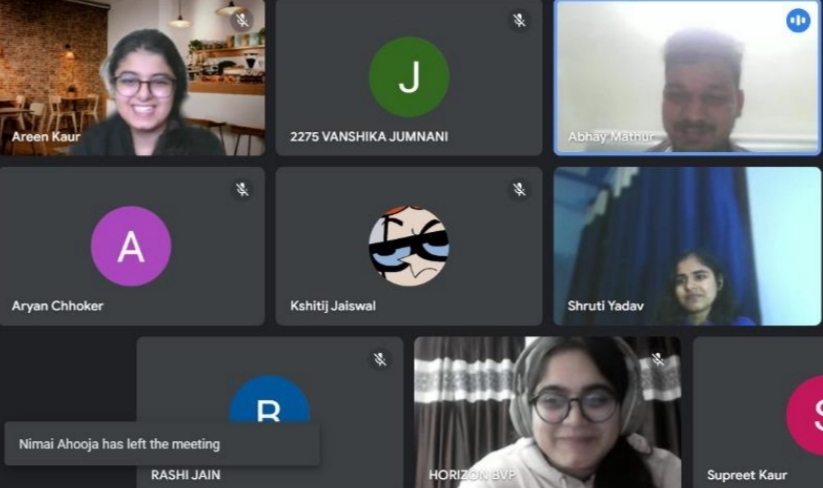 Areen Kaur
J
2275 VANSHIKA JUMNANI
Abhay Mathur
A
Aryan Chhoker
Kshitij Jaiswal
Shruti Yadav
R
Nimai Ahooja has left the meeting
RASHI JAIN
HORIZON BVP
S
Supreet Kaur